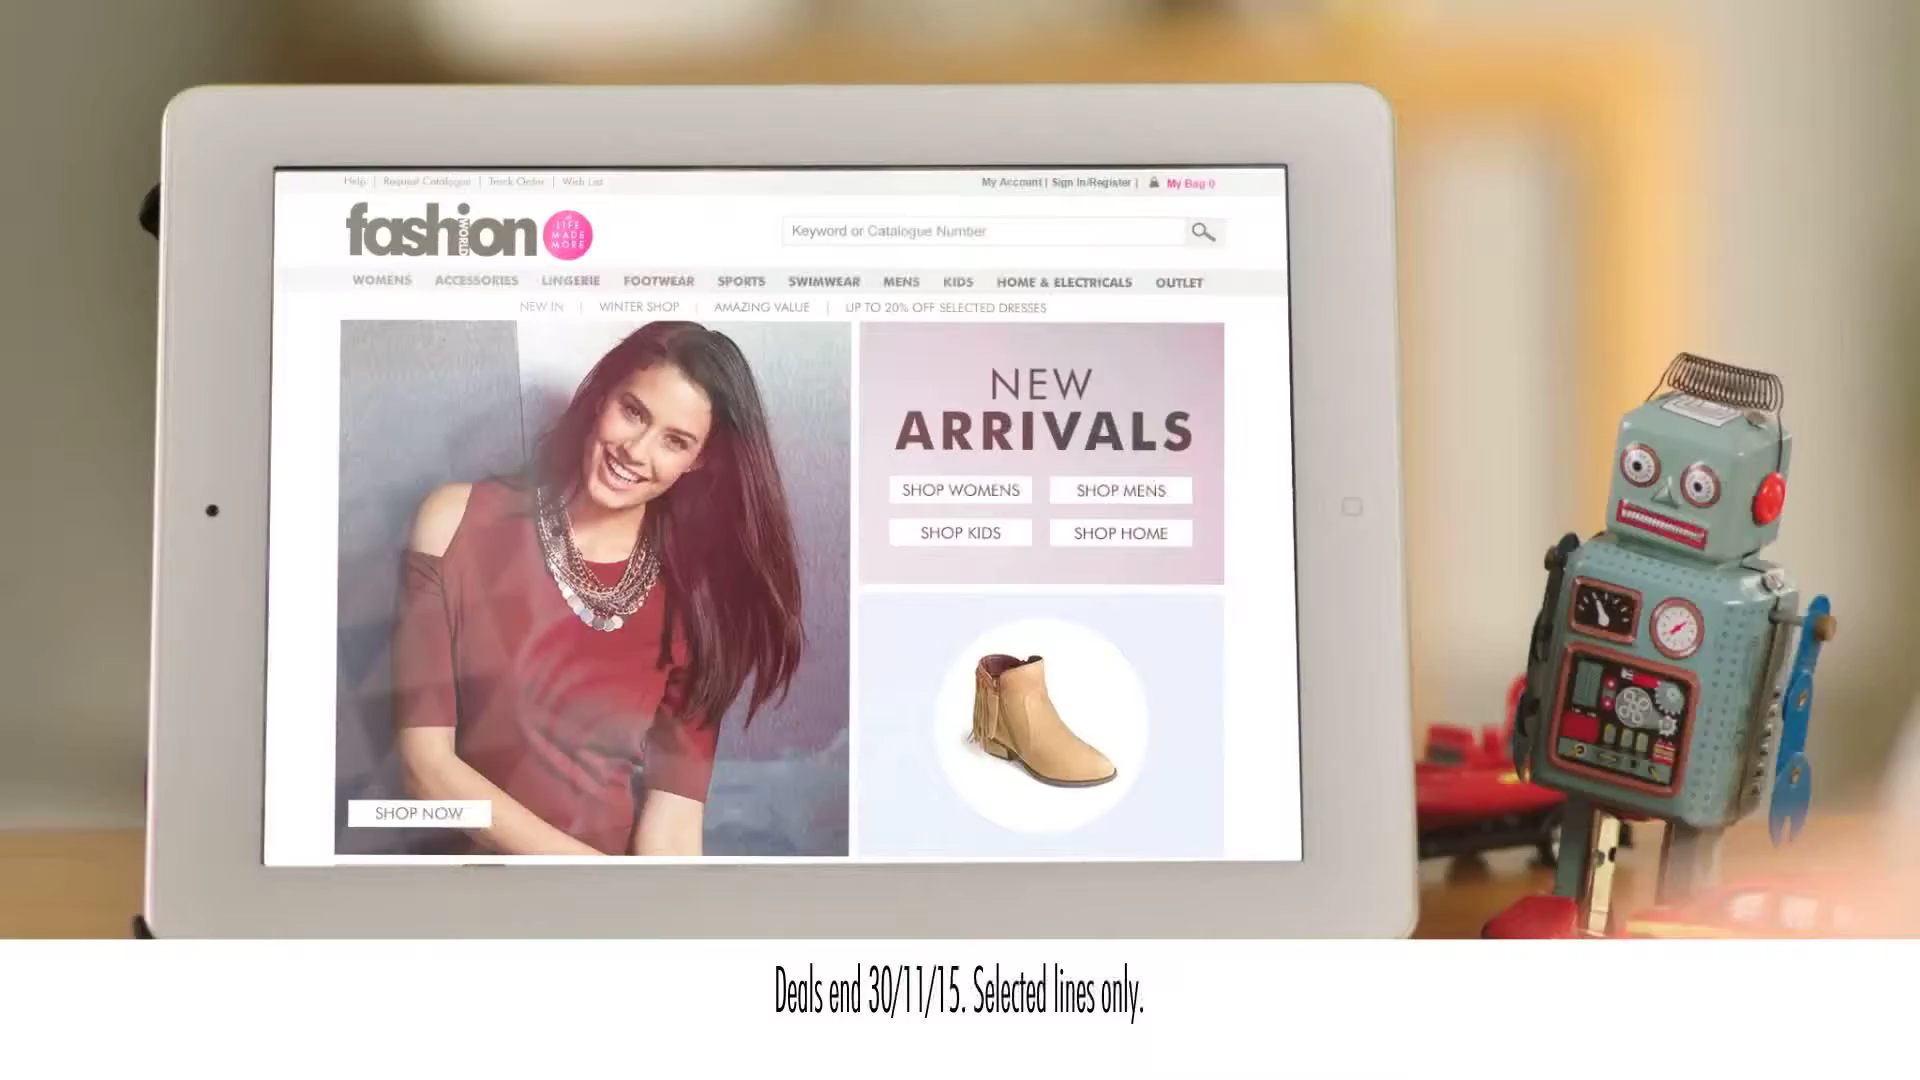 Help | Request Catalogue | Track Order | Wish List
My Account | Sign In/Register | My Bag 0
fashion WORLD
LIFE
MADE
MORE
Keyword or Catalogue Number
WOMENS ACCESSORIES LINGERIE FOOTWEAR SPORTS SWIMWEAR MENS KIDS HOME & ELECTRICALS OUTLET
NEW IN | WINTER SHOP | AMAZING VALUE | UP TO 20% OFF SELECTED DRESSES
NEW
ARRIVALS
SHOP WOMENS SHOP MENS
SHOP KIDS SHOP HOME
SHOP NOW
Deals end 30/11/15. Selected lines only.